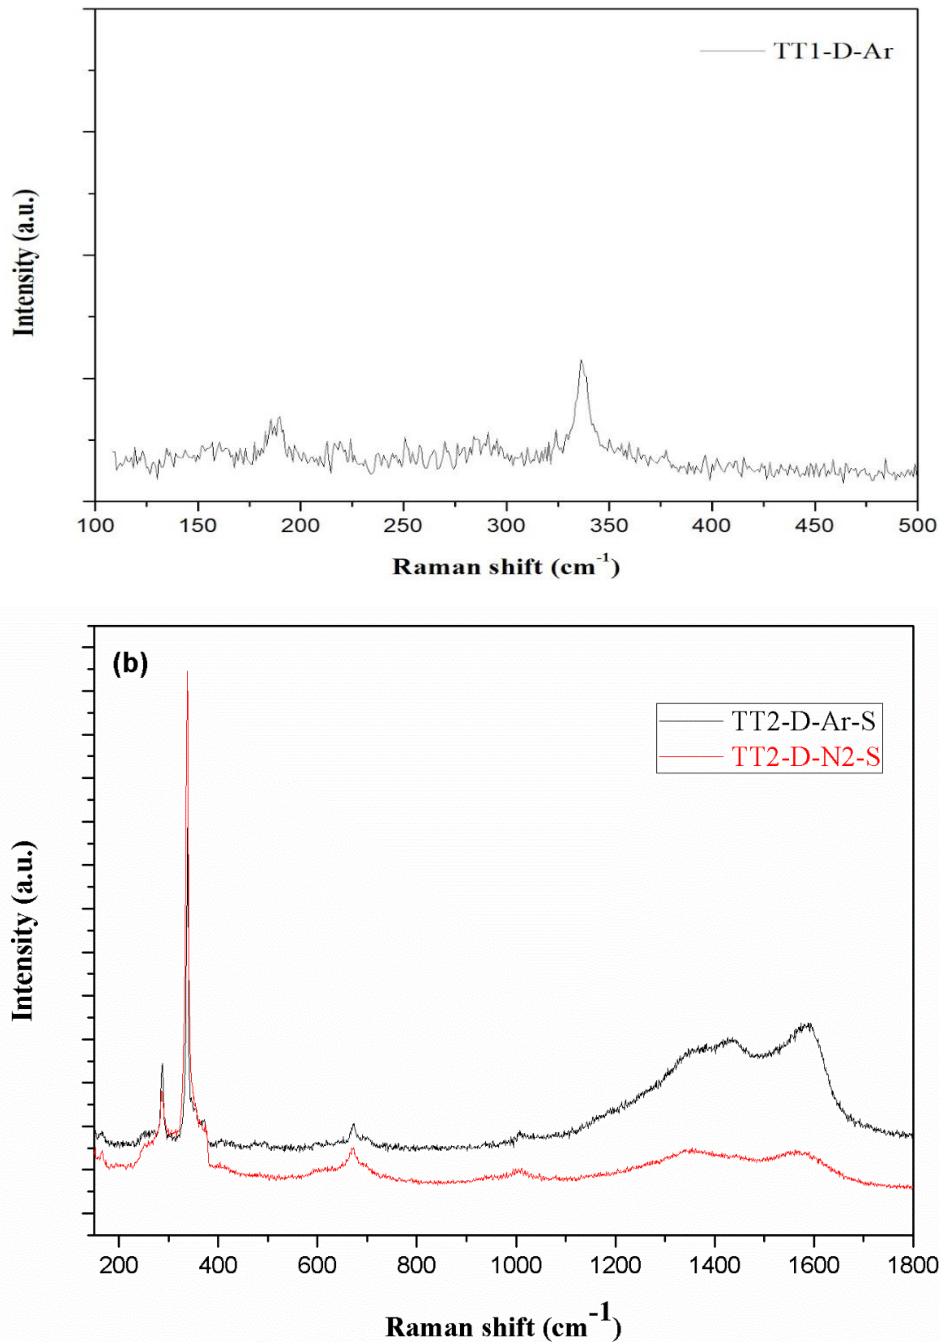 TT1-D-Ar
Intensity (a.u.)
100 150 200 250 300 350 400 450 500
Raman shift (cm⁻¹)
(b)
TT2-D-Ar-S
TT2-D-N2-S
Intensity (a.u.)
200 400 600 800 1000 1200 1400 1600 1800
Raman shift (cm⁻¹)